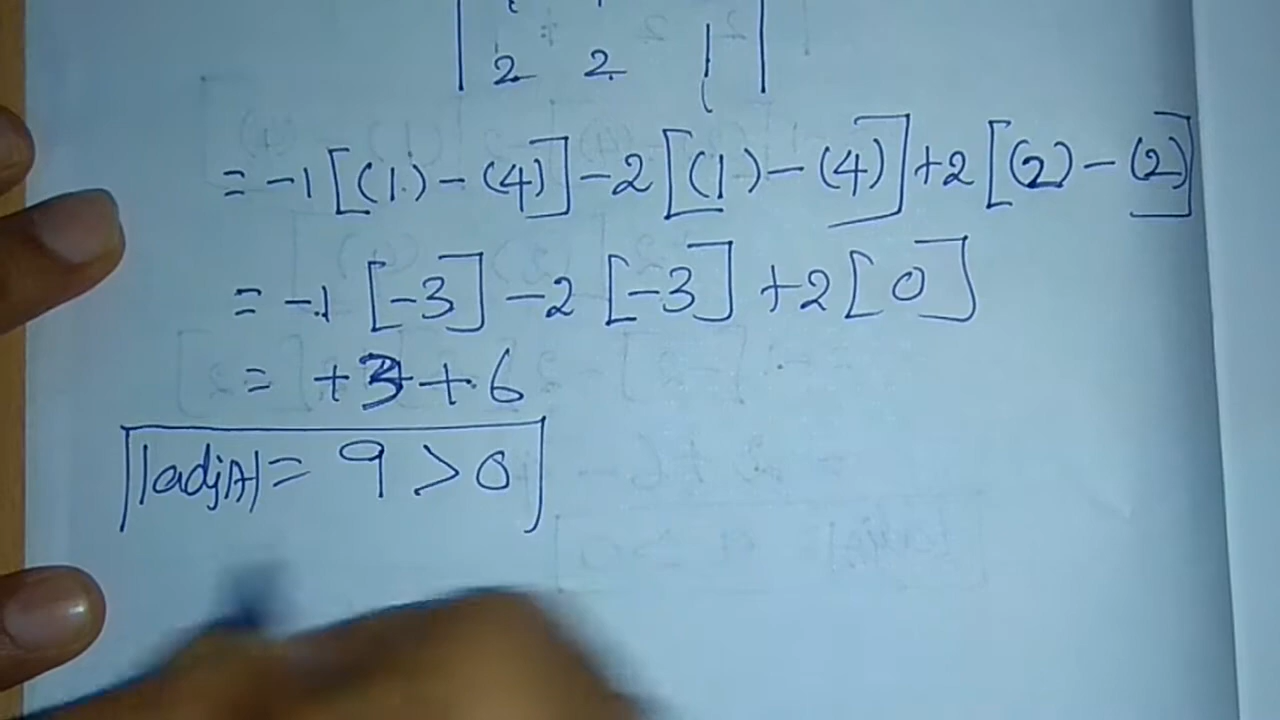 2 2 1
= -1 [(1) - (4)] - 2 [(1) - (4)] + 2 [(2) - (2)]
= -1 [-3] - 2 [-3] + 2 [0]
= +3 + 6
|adjA| = 9 > 0